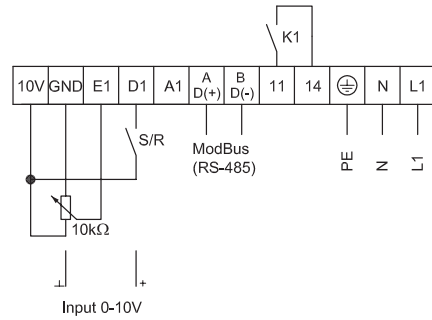 K1
10V GND E1 D1 A1 A D(+) B D(-) 11 14 N L1
S/R
ModBus
(RS-485)
PE N L1
10kΩ
Input 0-10V